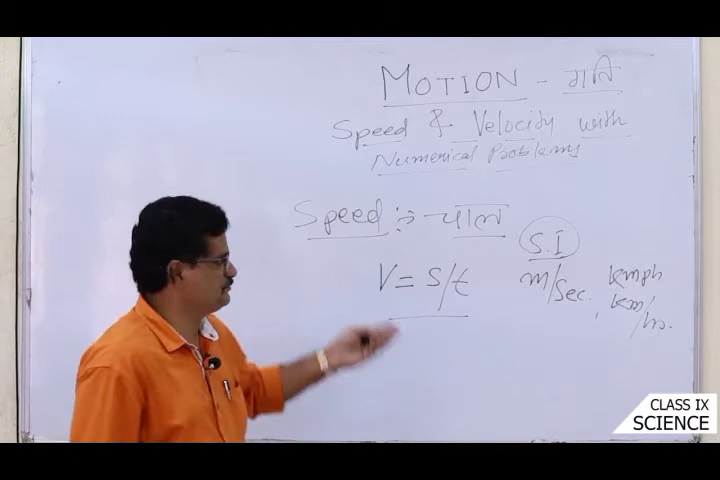 MOTION - गति
Speed & Velocity with
Numerical Problems
Speed :- चाल
S.I
V = s/t
m/sec. kmph
, km/hr.
CLASS IX
SCIENCE